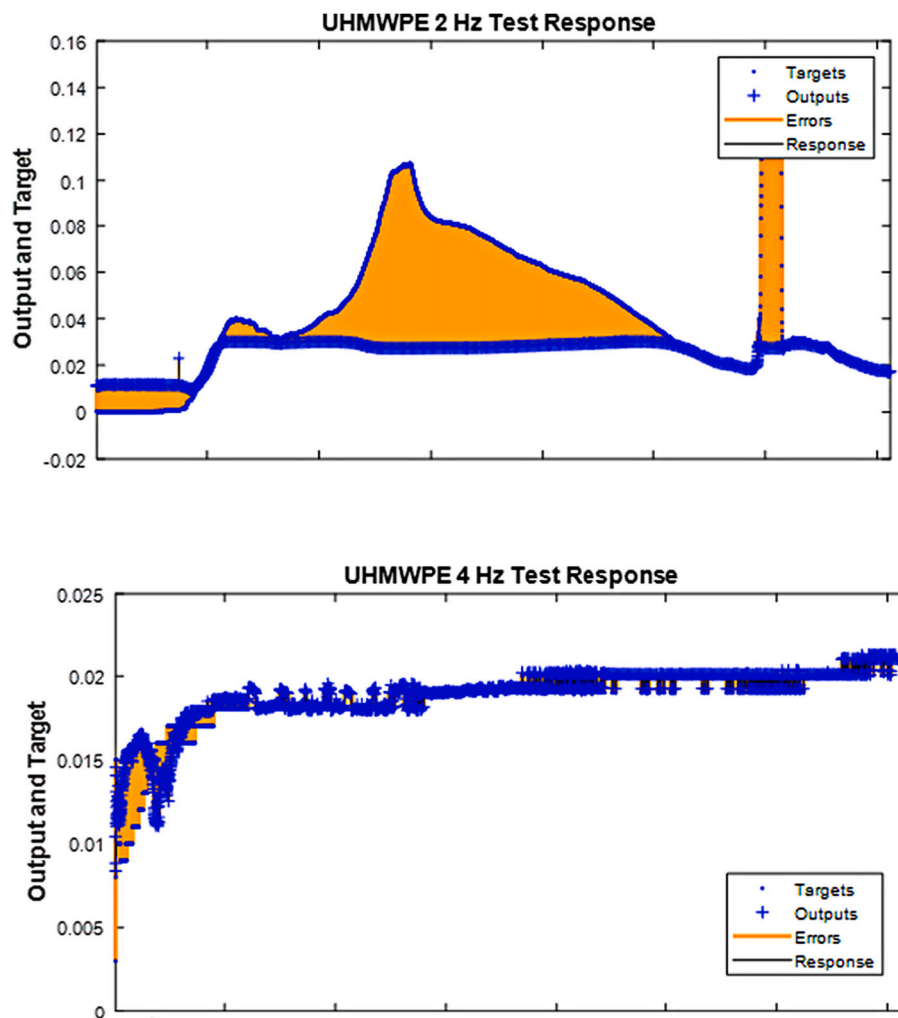 UHMWPE 2 Hz Test Response
0.16
0.14
0.12
0.1
0.08
0.06
0.04
0.02
0
-0.02
Output and Target
Targets
Outputs
Errors
Response
UHMWPE 4 Hz Test Response
0.025
0.02
0.015
0.01
0.005
0
Output and Target
Targets
Outputs
Errors
Response